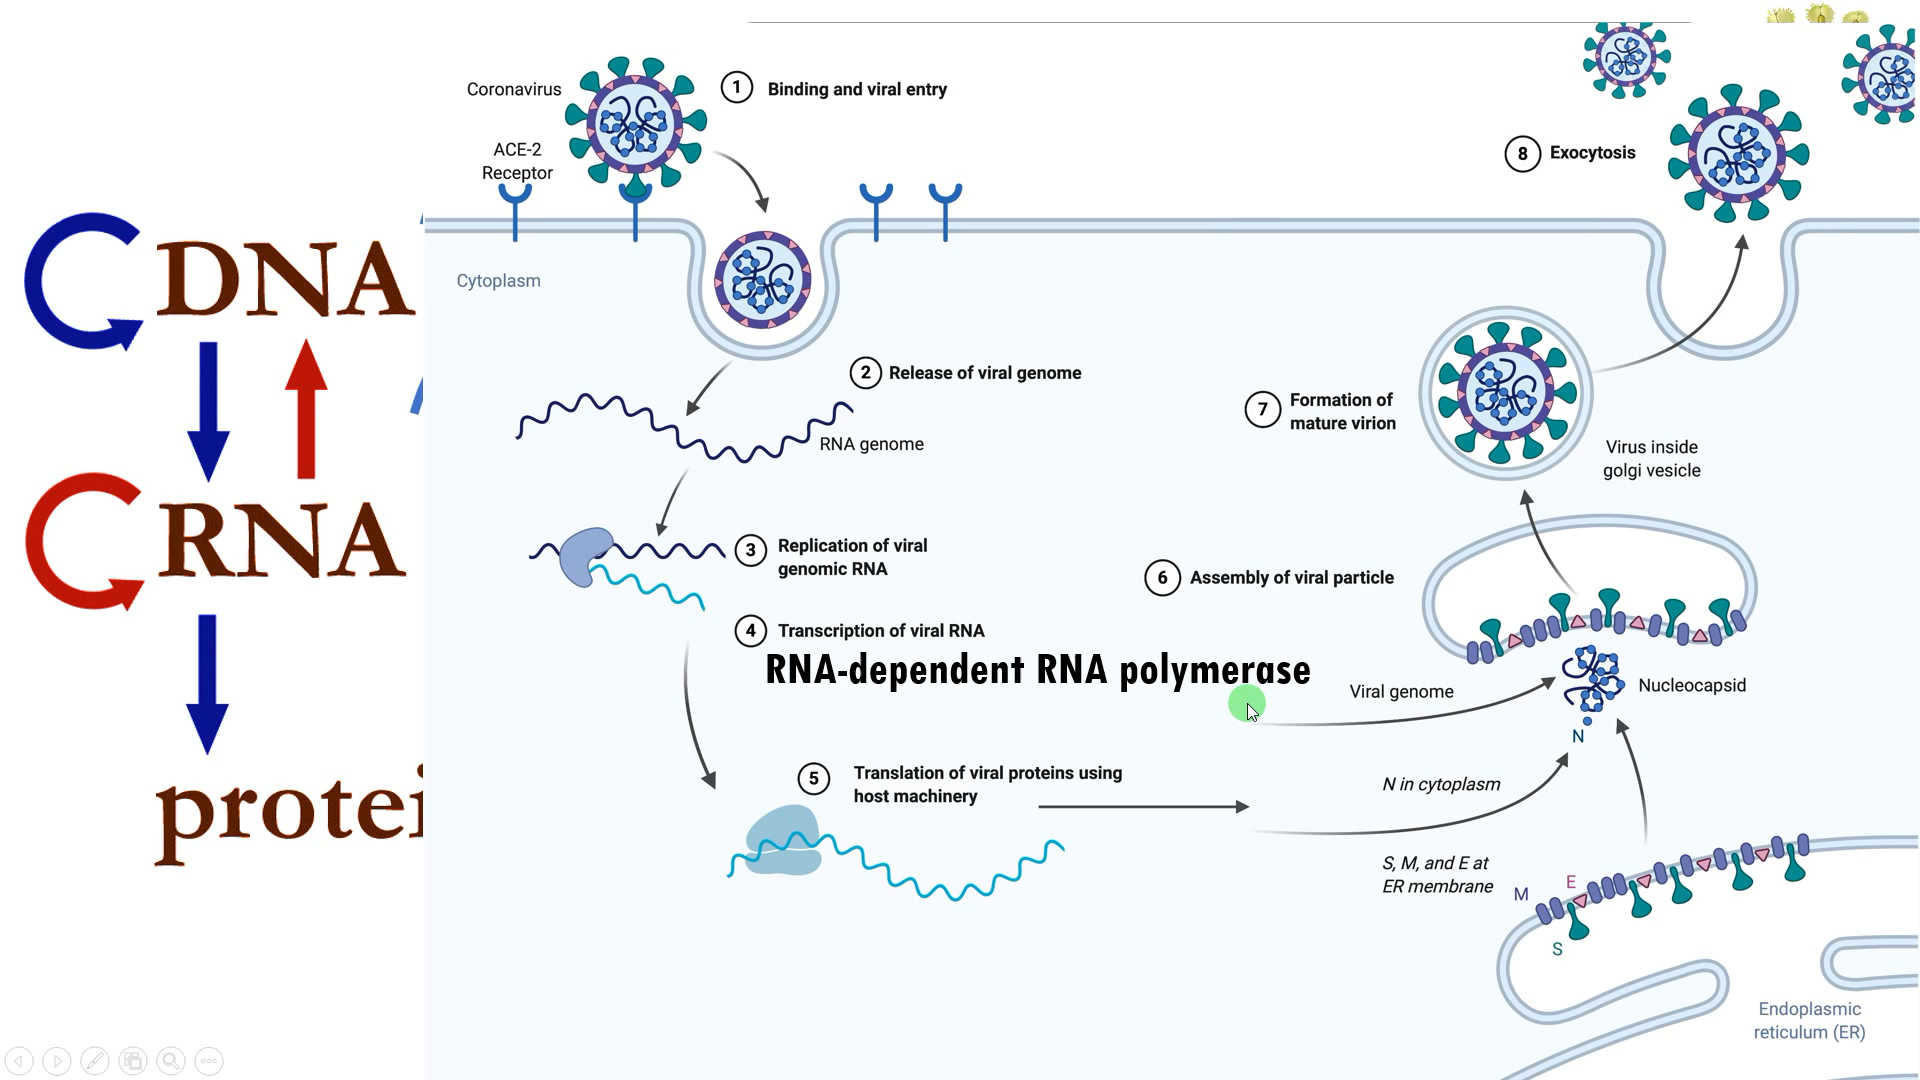 DNA
RNA
protei
Coronavirus
ACE-2
Receptor
1 Binding and viral entry
Cytoplasm
2 Release of viral genome
RNA genome
3 Replication of viral
genomic RNA
4 Transcription of viral RNA
RNA-dependent RNA polymerase
5 Translation of viral proteins using
host machinery
8 Exocytosis
7 Formation of
mature virion
Virus inside
golgi vesicle
6 Assembly of viral particle
Viral genome
Nucleocapsid
N
N in cytoplasm
S, M, and E at
ER membrane
M
E
S
Endoplasmic
reticulum (ER)